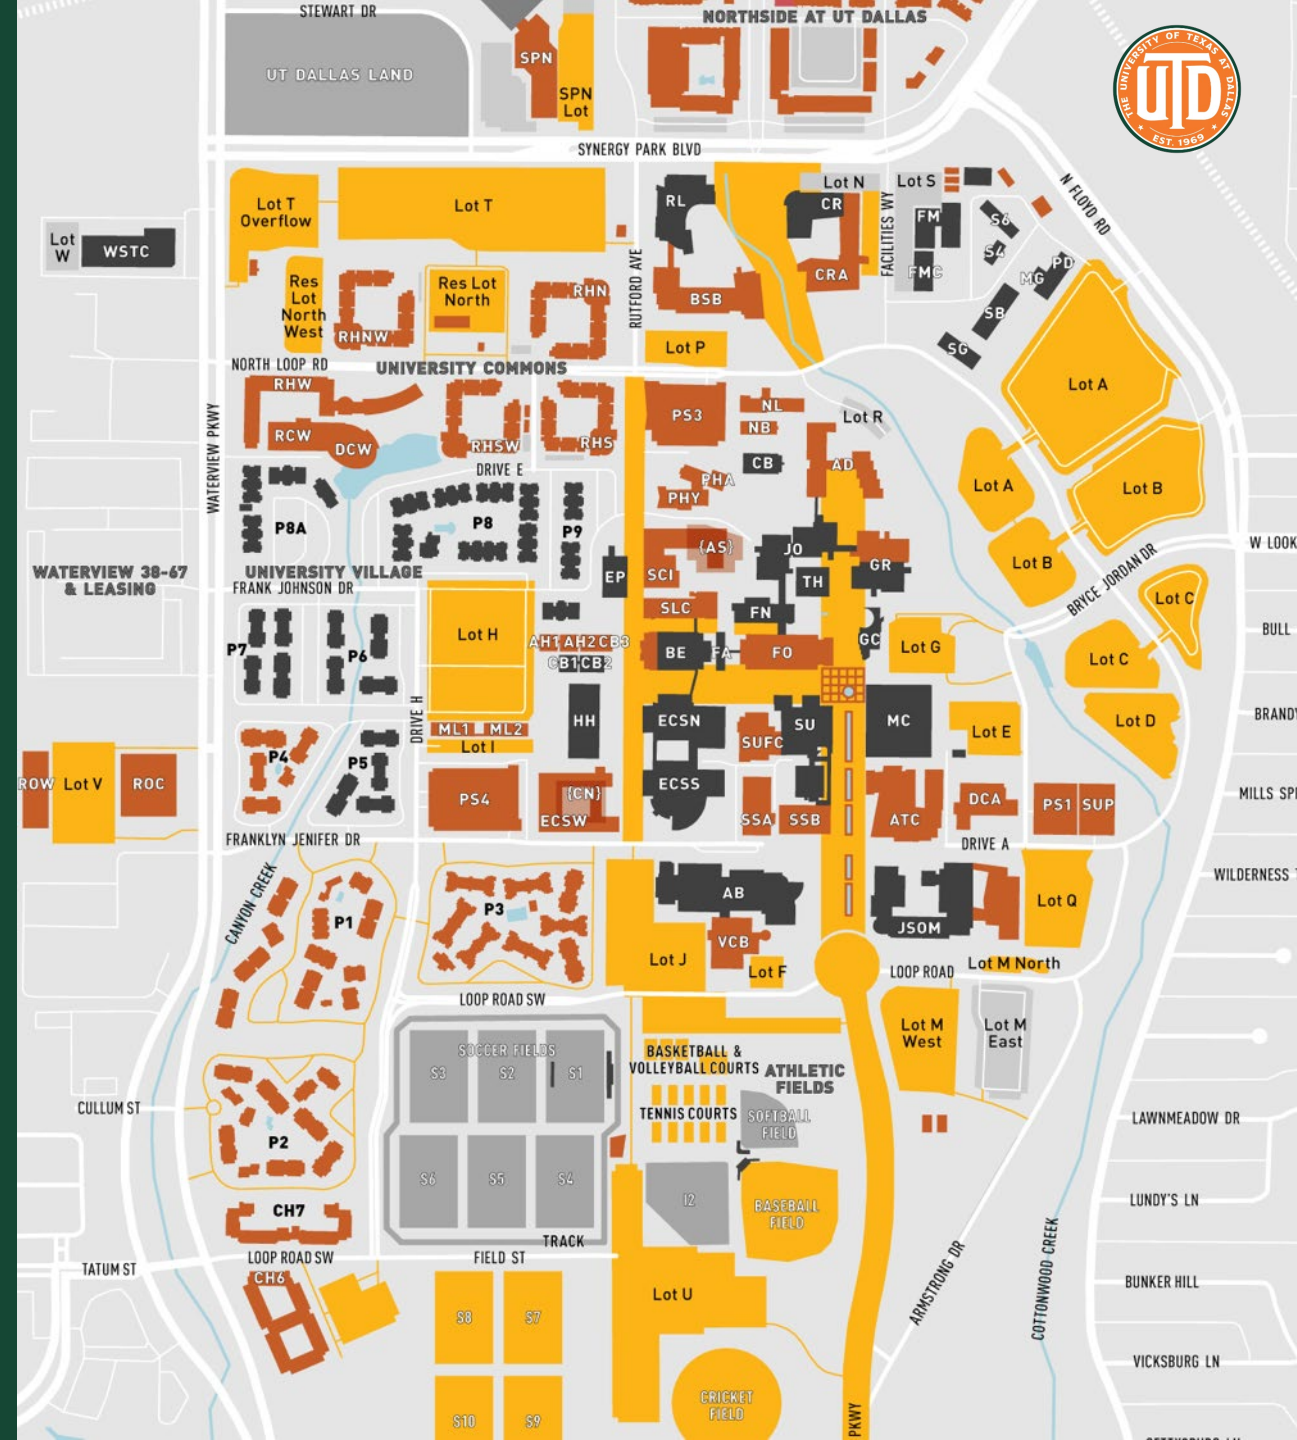 STEWART DR
NORTHSIDE AT UT DALLAS
THE UNIVERSITY OF TEXAS AT DALLAS
UTD
EST. 1969
UT DALLAS LAND
SPN
SPN
Lot
SYNERGY PARK BLVD
Lot T
Overflow
Lot T
RL
Lot N
CR
Lot S
FM
S6
N FLOYD RD
Lot
W
WSTC
RUTFORD AVE
FACILITIES WY
S4
PD
MG
FMC
CRA
Res
Lot
North
West
Res Lot
North
RHN
BSB
SB
RHNW
Lot P
SG
NORTH LOOP RD
UNIVERSITY COMMONS
RHW
Lot A
WATERVIEW PKWY
RCW
DCW
RHSW
RHS
PS3
NL
NB
Lot R
CB
AD
DRIVE E
PHA
PHY
Lot A
Lot B
P8A
P8
P9
{AS}
JO
GR
W LOOK
Lot B
BRYCE JORDAN DR
WATERVIEW 38-67
& LEASING
UNIVERSITY VILLAGE
FRANK JOHNSON DR
EP
SCI
TH
Lot C
SLC
FN
P7
P6
Lot H
AH1
AH2
CB3
CB1
CB2
BE
FA
FO
GC
Lot G
BULL
Lot C
DRIVE H
HH
ECSN
SU
MC
Lot E
Lot D
BRANDY
ML1
ML2
Lot I
SUFC
P4
P5
ROW
Lot V
ROC
PS4
{CN}
ECSW
ECSS
SSA
SSB
ATC
DCA
PS1
SUP
MILLS SP
FRANKLYN JENIFER DR
DRIVE A
CANYON CREEK
P1
P3
AB
JSOM
Lot Q
WILDERNESS
VCB
Lot J
Lot F
LOOP ROAD
Lot M North
LOOP ROAD SW
SOCCER FIELDS
S3
S2
S1
BASKETBALL &
VOLLEYBALL COURTS
ATHLETIC
FIELDS
Lot M
West
Lot M
East
CULLUM ST
TENNIS COURTS
SOFTBALL
FIELD
LAWNMEADOW DR
P2
S6
S5
S4
I2
BASEBALL
FIELD
LUNDY'S LN
CH7
TRACK
LOOP ROAD SW
FIELD ST
TATUM ST
CH6
ARMSTRONG DR
COTTONWOOD CREEK
BUNKER HILL
Lot U
S8
S7
VICKSBURG LN
CRICKET
FIELD
S10
S9
PKWY